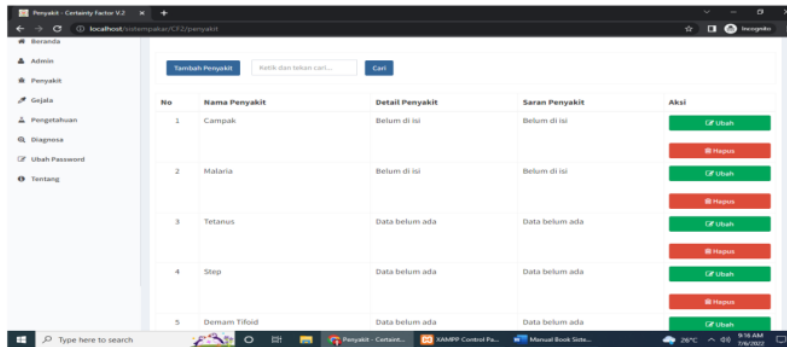 Penyakit - Certainty Factor V.2
localhost/sistempakar/CF2/penyakit
Incognito
Beranda
Admin
Penyakit
Gejala
Pengetahuan
Diagnosa
Ubah Password
Tentang
Tambah Penyakit Ketik dan tekan cari... Cari
No Nama Penyakit Detail Penyakit Saran Penyakit Aksi
1 Campak Belum di isi Belum di isi Ubah
Hapus
2 Malaria Belum di isi Belum di isi Ubah
Hapus
3 Tetanus Data belum ada Data belum ada Ubah
Hapus
4 Step Data belum ada Data belum ada Ubah
Hapus
5 Demam Tifoid Data belum ada Data belum ada Ubah
Type here to search Penyakit - Certaint... XAMPP Control Pa... Manual Book Siste... 26°C 9:16 AM
7/6/2022